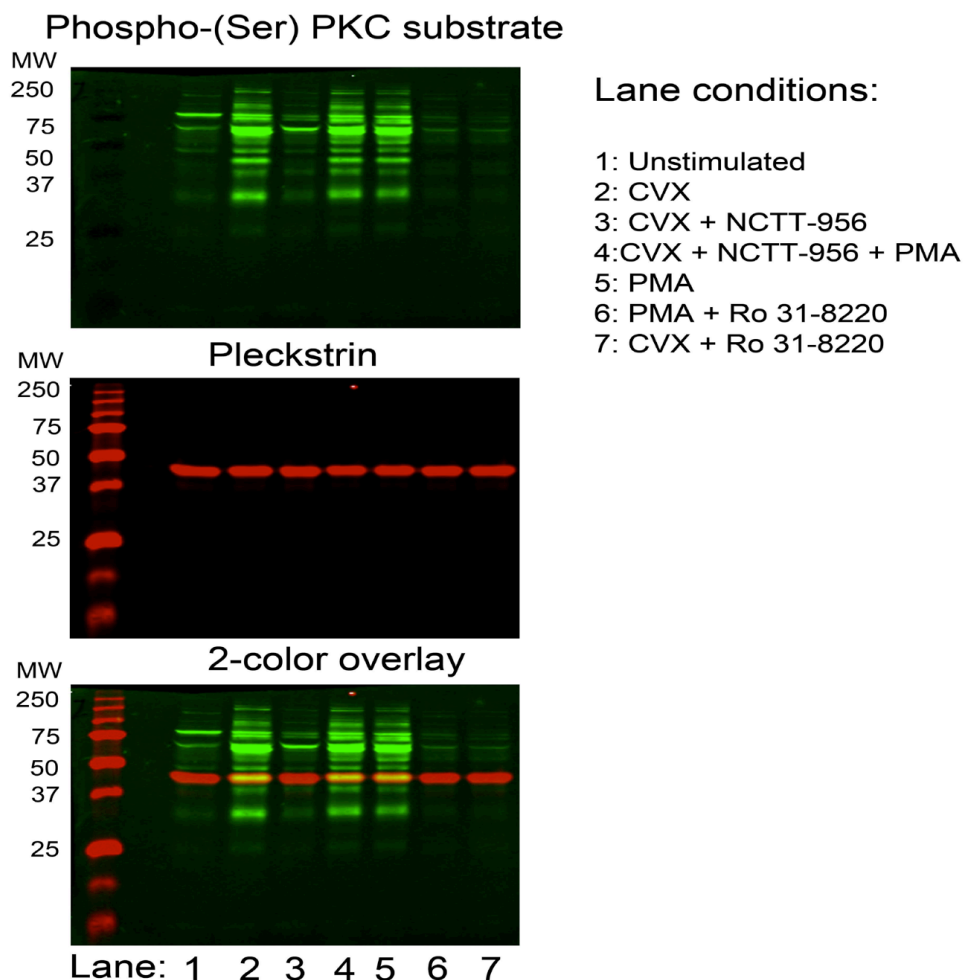 Phospho-(Ser) PKC substrate
MW
250
75
50
37
25
Lane conditions:
1: Unstimulated
2: CVX
3: CVX + NCTT-956
4:CVX + NCTT-956 + PMA
5: PMA
6: PMA + Ro 31-8220
7: CVX + Ro 31-8220
Pleckstrin
MW
250
75
50
37
25
2-color overlay
MW
250
75
50
37
25
Lane: 1 2 3 4 5 6 7